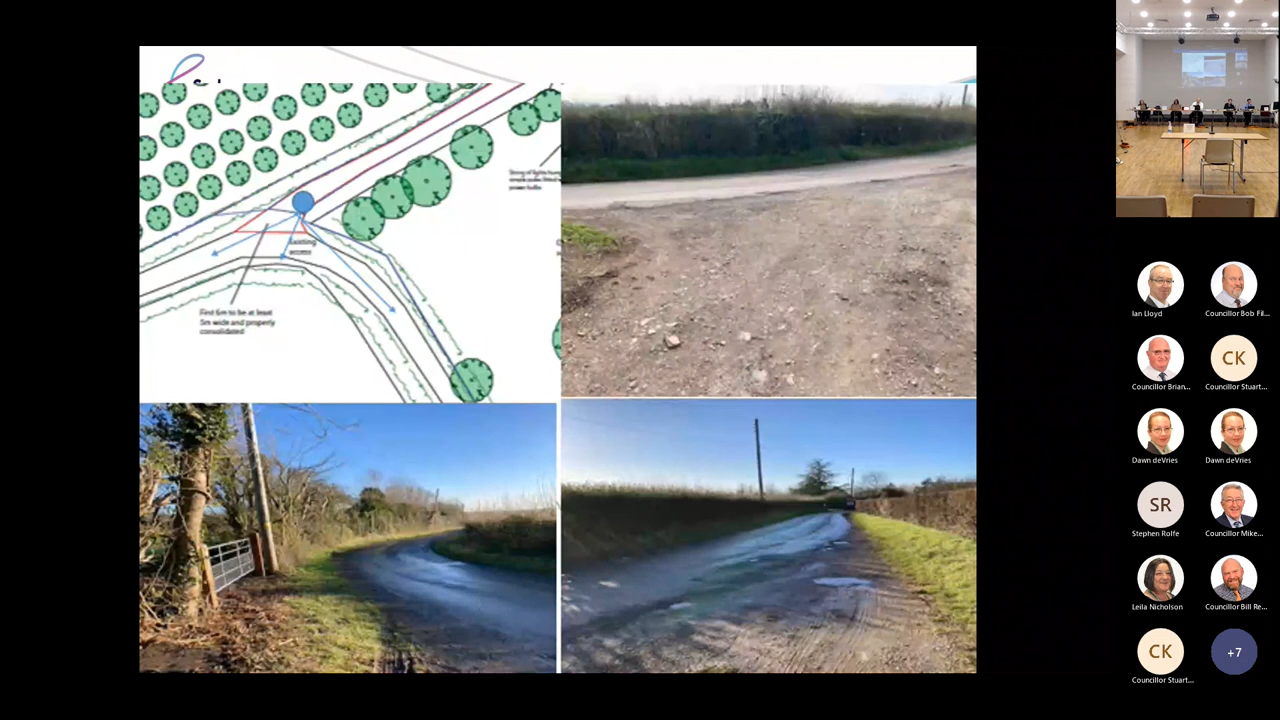 Existing
access
First 6m to be at least
5m wide and properly
consolidated
Ian Lloyd
Councillor Bob Fil...
Councillor Brian...
CK
Councillor Stuart...
Dawn deVries
Dawn deVries
SR
Stephen Rolfe
Councillor Mike...
Leila Nicholson
Councillor Bill Re...
CK
Councillor Stuart...
+7